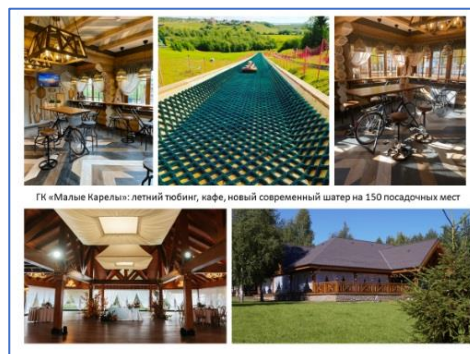 ГК «Малые Карелы»: летний тюбинг, кафе, новый современный шатер на 150 посадочных мест